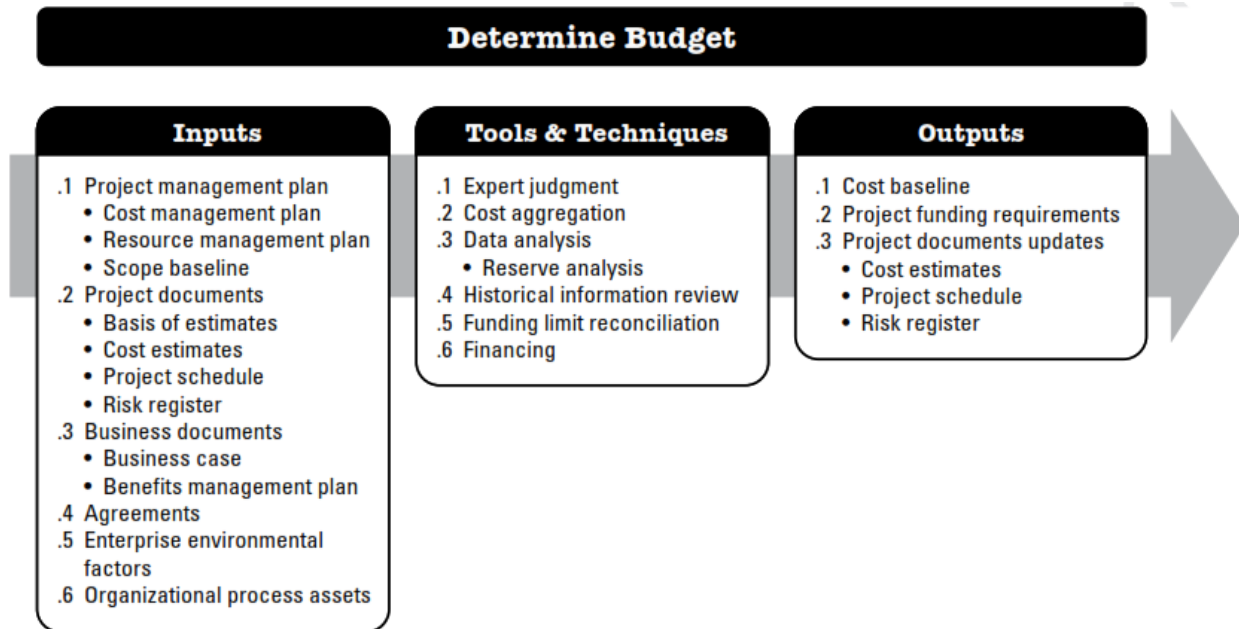 Determine Budget
Inputs
.1 Project management plan
• Cost management plan
• Resource management plan
• Scope baseline
.2 Project documents
• Basis of estimates
• Cost estimates
• Project schedule
• Risk register
.3 Business documents
• Business case
• Benefits management plan
.4 Agreements
.5 Enterprise environmental
factors
.6 Organizational process assets
Tools & Techniques
.1 Expert judgment
.2 Cost aggregation
.3 Data analysis
• Reserve analysis
.4 Historical information review
.5 Funding limit reconciliation
.6 Financing
Outputs
.1 Cost baseline
.2 Project funding requirements
.3 Project documents updates
• Cost estimates
• Project schedule
• Risk register